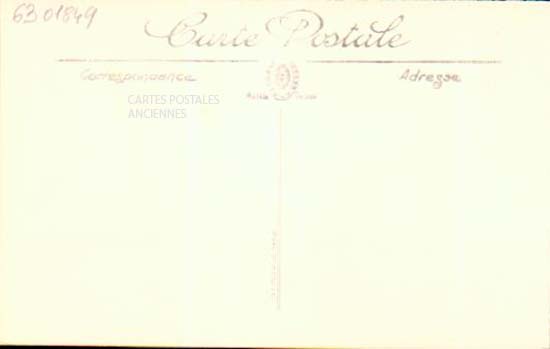 63 01849
Carte Postale
Correspondance
Adresse
CARTES POSTALES
ANCIENNES